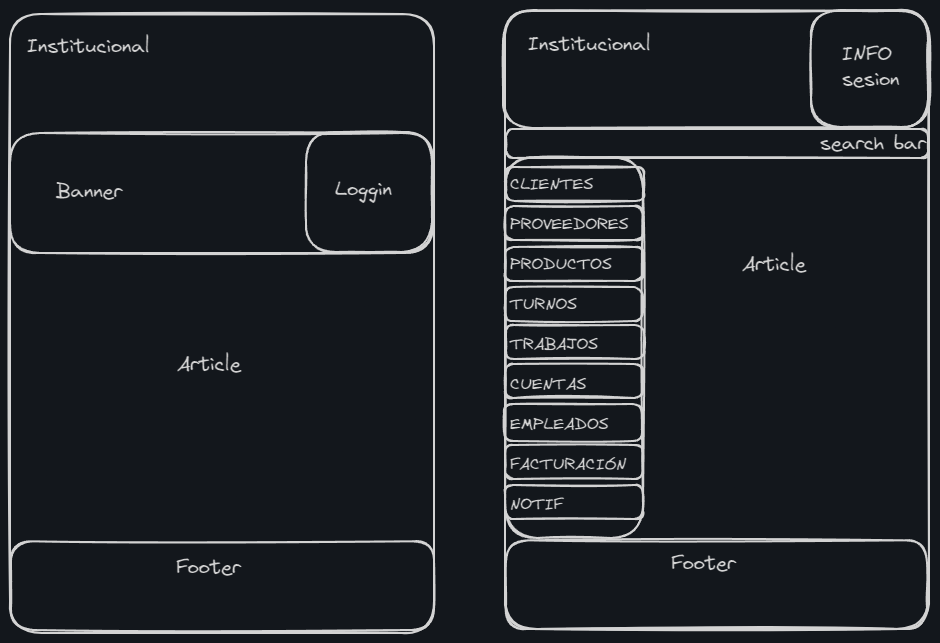 Institucional
Banner
Loggin
Article
Footer
Institucional
INFO
sesion
search bar
CLIENTES
PROVEEDORES
PRODUCTOS
TURNOS
TRABAJOS
CUENTAS
EMPLEADOS
FACTURACIÓN
NOTIF
Article
Footer